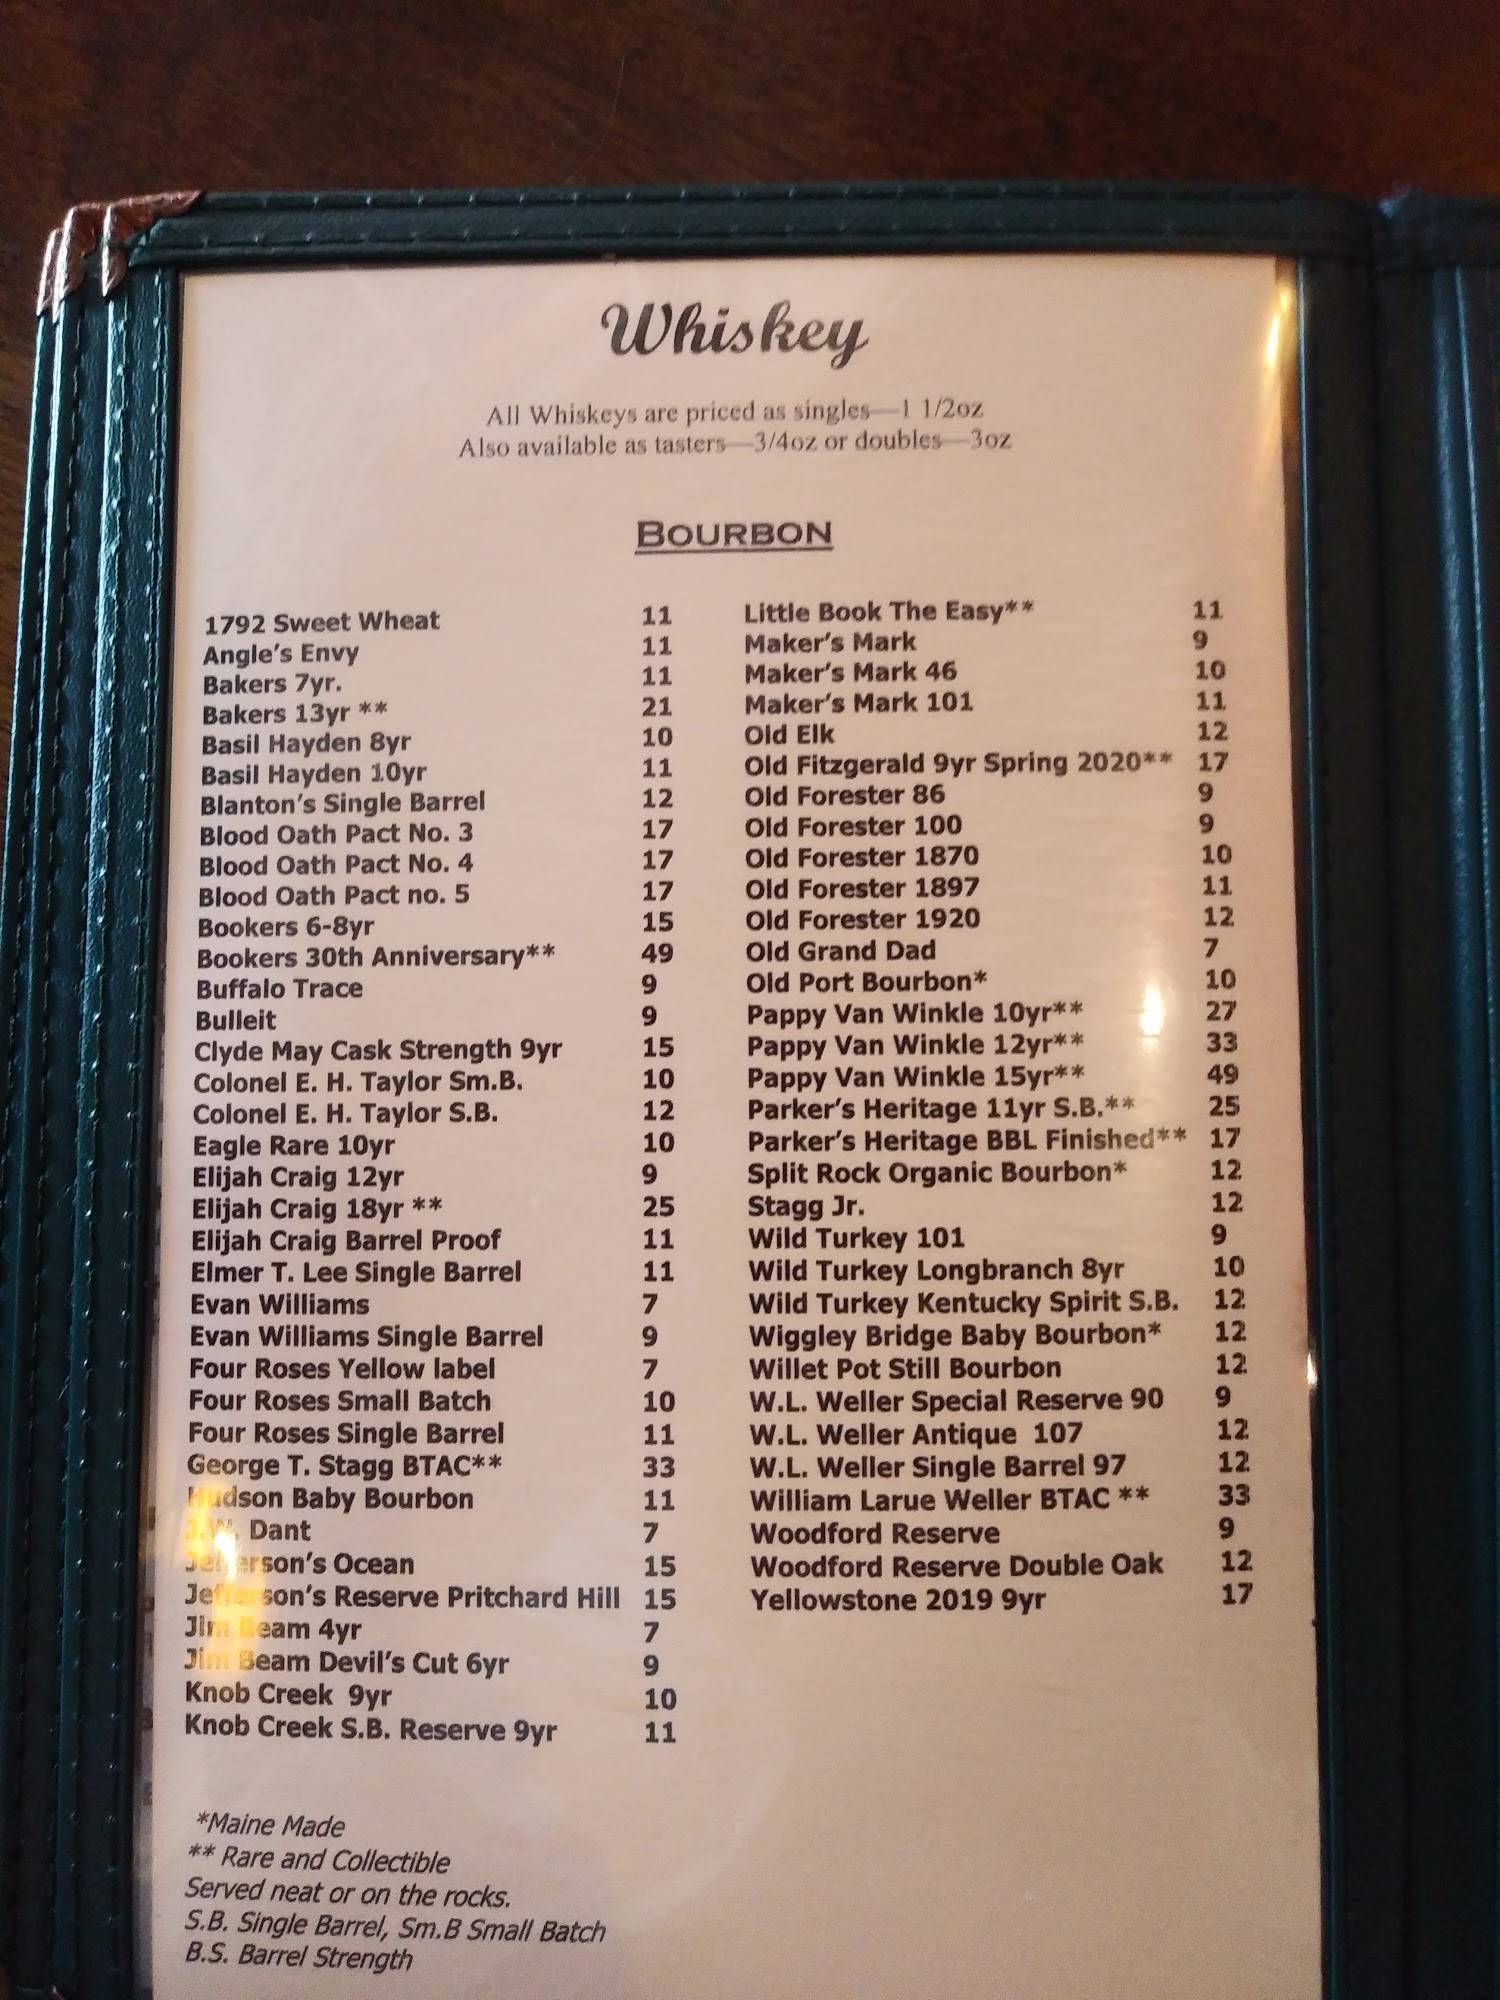 Whiskey
All Whiskeys are priced as singles—1 1/2oz
Also available as tasters—3/4oz or doubles—3oz
BOURBON
1792 Sweet Wheat 11
Angle's Envy 11
Bakers 7yr. 11
Bakers 13yr ** 21
Basil Hayden 8yr 10
Basil Hayden 10yr 11
Blanton's Single Barrel 12
Blood Oath Pact No. 3 17
Blood Oath Pact No. 4 17
Blood Oath Pact no. 5 17
Bookers 6-8yr 15
Bookers 30th Anniversary** 49
Buffalo Trace 9
Bulleit 9
Clyde May Cask Strength 9yr 15
Colonel E. H. Taylor Sm.B. 10
Colonel E. H. Taylor S.B. 12
Eagle Rare 10yr 10
Elijah Craig 12yr 9
Elijah Craig 18yr ** 25
Elijah Craig Barrel Proof 11
Elmer T. Lee Single Barrel 11
Evan Williams 7
Evan Williams Single Barrel 9
Four Roses Yellow label 7
Four Roses Small Batch 10
Four Roses Single Barrel 11
George T. Stagg BTAC** 33
Hudson Baby Bourbon 11
J.W. Dant 7
Jefferson's Ocean 15
Jefferson's Reserve Pritchard Hill 15
Jim Beam 4yr 7
Jim Beam Devil's Cut 6yr 9
Knob Creek 9yr 10
Knob Creek S.B. Reserve 9yr 11
Little Book The Easy** 11
Maker's Mark 9
Maker's Mark 46 10
Maker's Mark 101 11
Old Elk 12
Old Fitzgerald 9yr Spring 2020** 17
Old Forester 86 9
Old Forester 100 9
Old Forester 1870 10
Old Forester 1897 11
Old Forester 1920 12
Old Grand Dad 7
Old Port Bourbon* 10
Pappy Van Winkle 10yr** 27
Pappy Van Winkle 12yr** 33
Pappy Van Winkle 15yr** 49
Parker's Heritage 11yr S.B.** 25
Parker's Heritage BBL Finished** 17
Split Rock Organic Bourbon* 12
Stagg Jr. 12
Wild Turkey 101 9
Wild Turkey Longbranch 8yr 10
Wild Turkey Kentucky Spirit S.B. 12
Wiggley Bridge Baby Bourbon* 12
Willet Pot Still Bourbon 12
W.L. Weller Special Reserve 90 9
W.L. Weller Antique 107 12
W.L. Weller Single Barrel 97 12
William Larue Weller BTAC ** 33
Woodford Reserve 9
Woodford Reserve Double Oak 12
Yellowstone 2019 9yr 17
*Maine Made
** Rare and Collectible
Served neat or on the rocks.
S.B. Single Barrel, Sm.B Small Batch
B.S. Barrel Strength